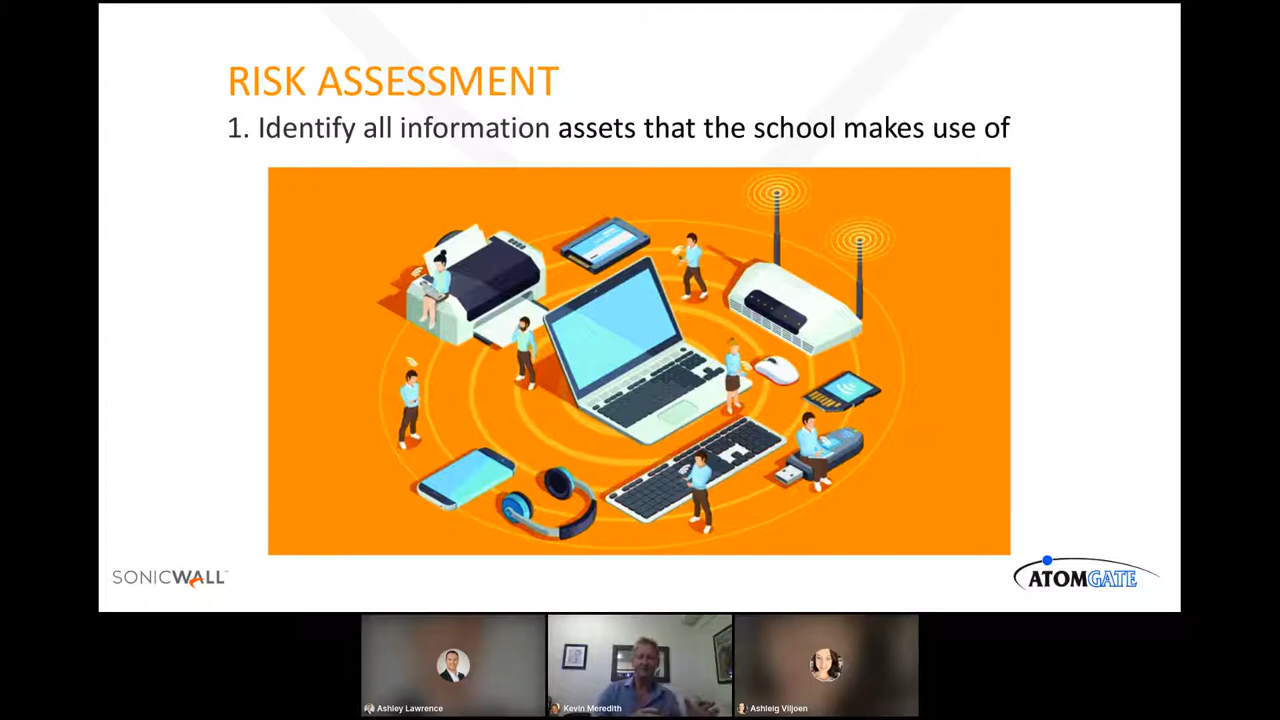 RISK ASSESSMENT
1. Identify all information assets that the school makes use of
SONICWALL
ATOMGATE
Ashley Lawrence
Kevin Meredith
Ashleig Viljoen